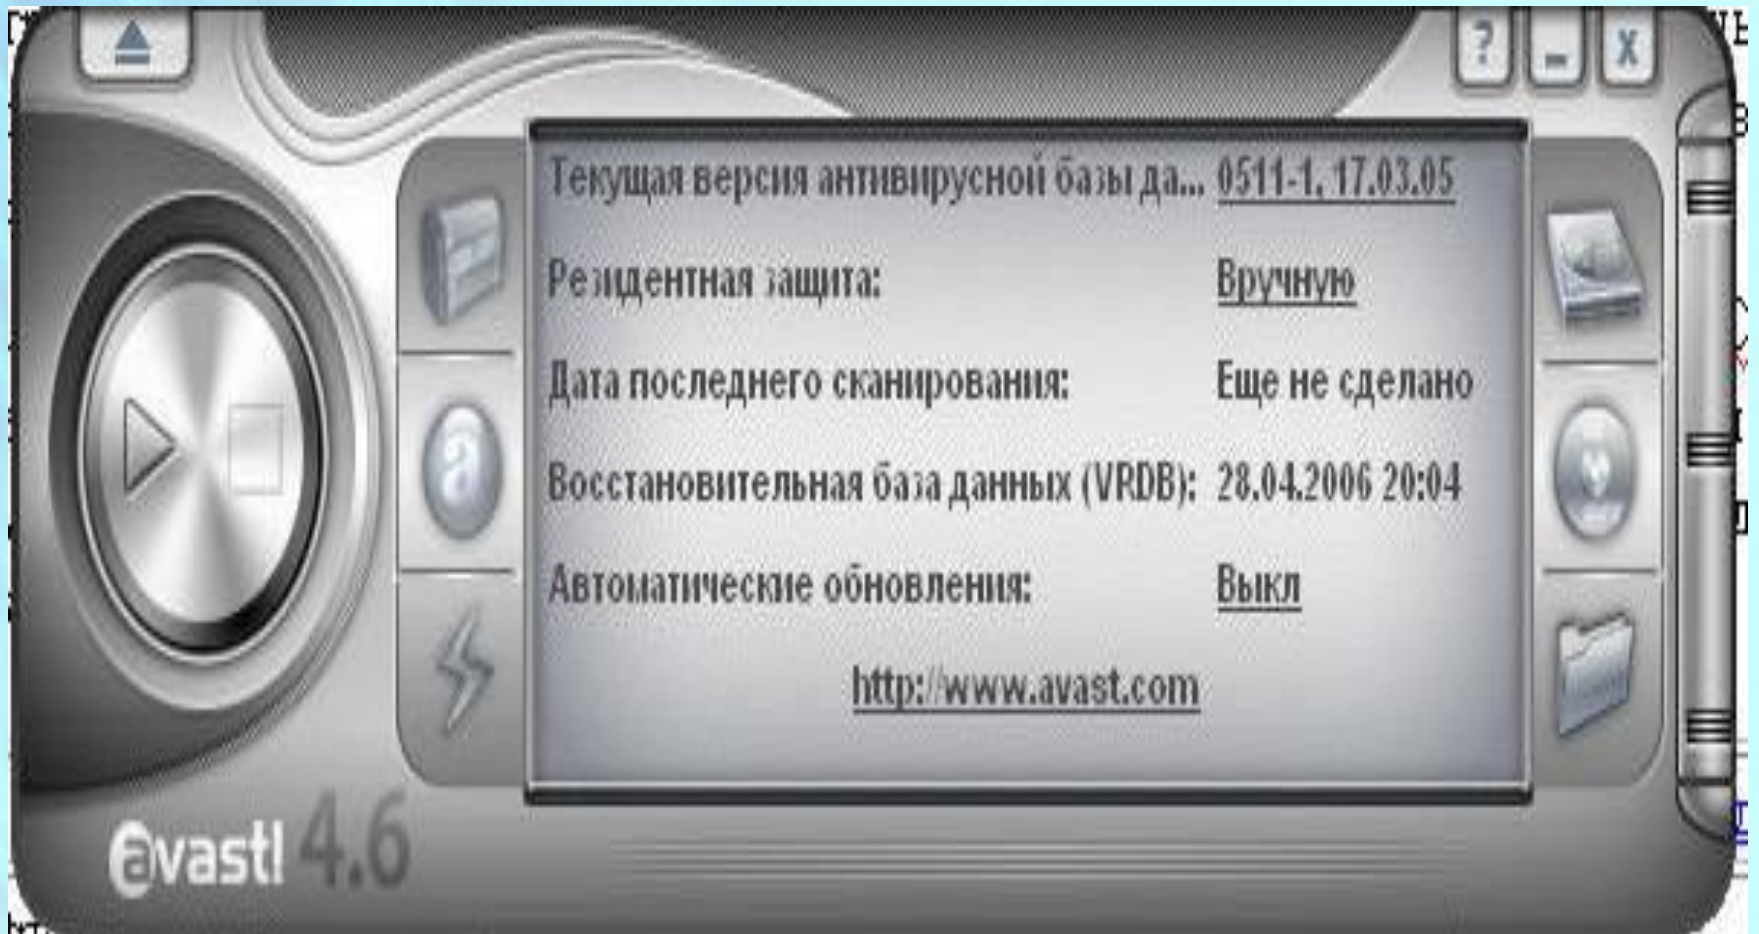 ?
_
X
Текущая версия антивирусной базы да... 0511-1, 17.03.05
Резидентная защита: Вручную
Дата последнего сканирования: Еще не сделано
Восстановительная база данных (VRDB): 28.04.2006 20:04
Автоматические обновления: Выкл
http://www.avast.com
a
avast! 4.6